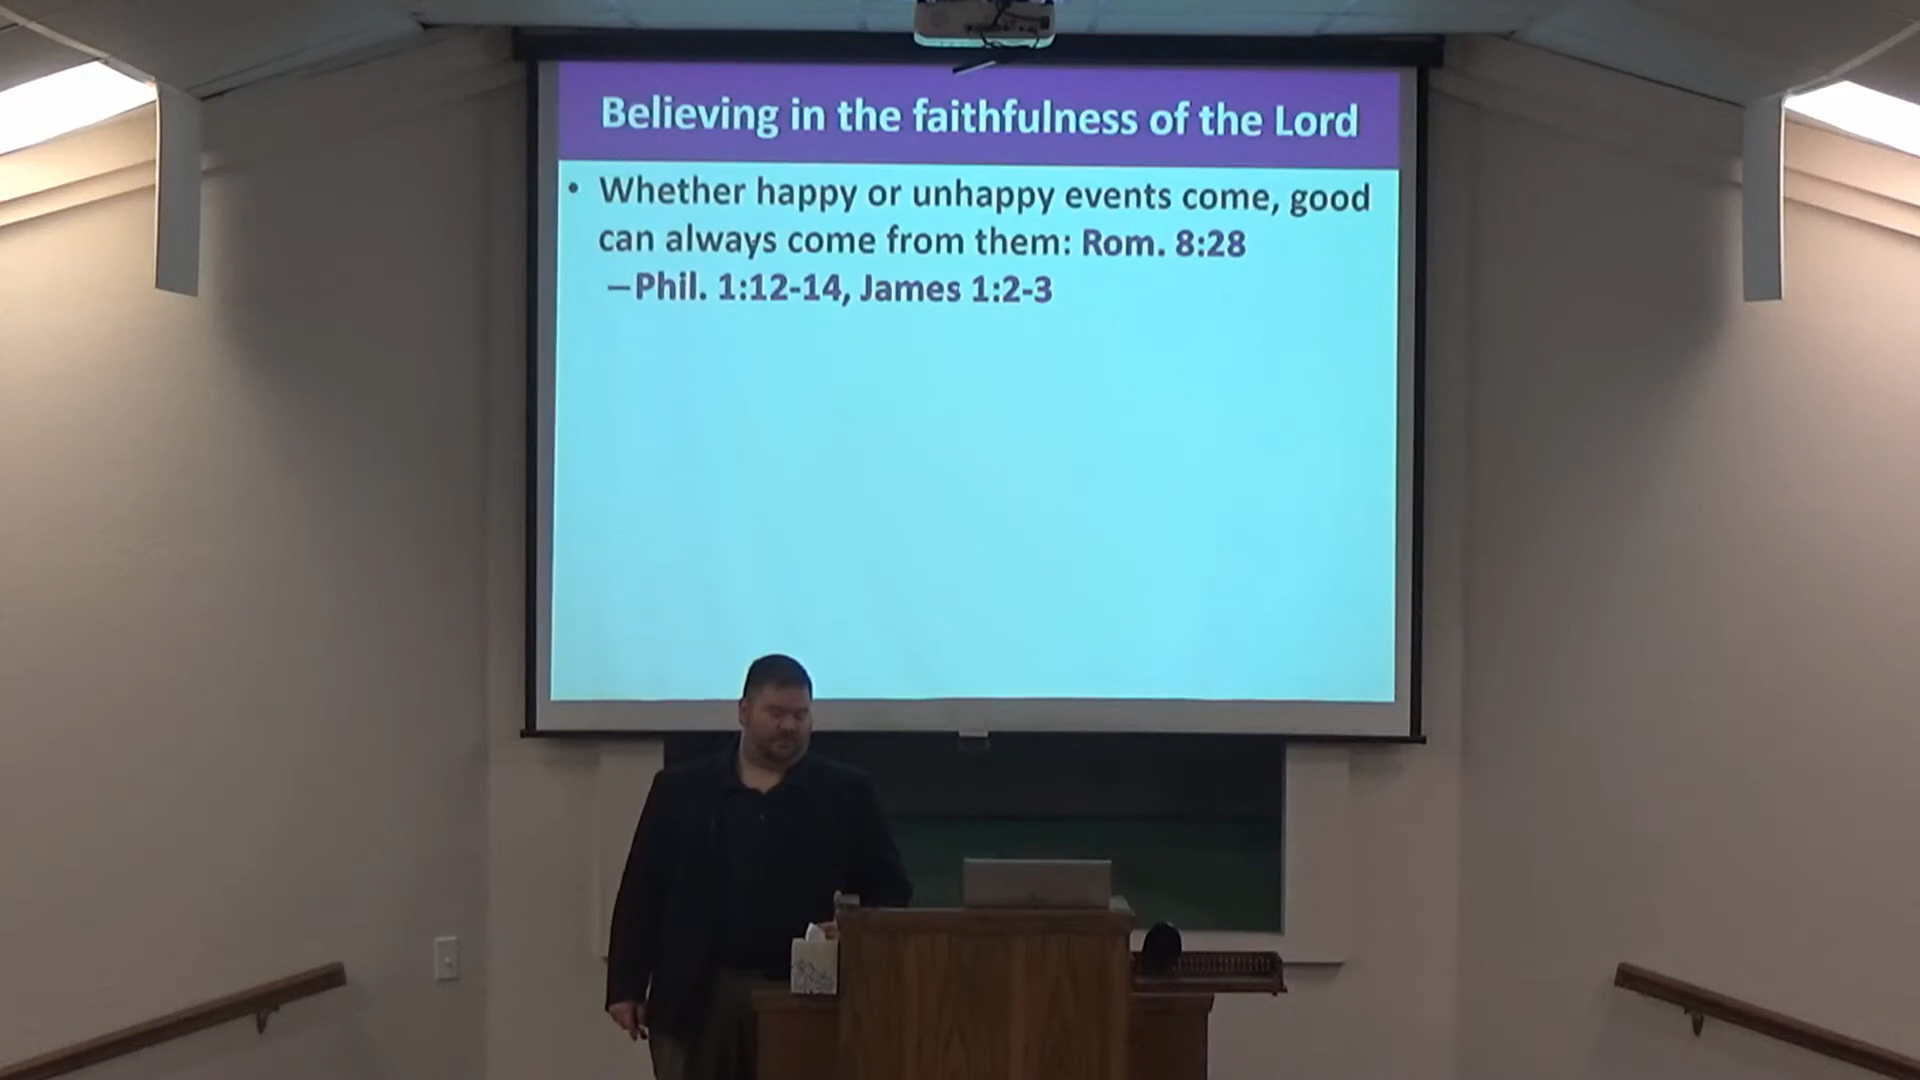 Believing in the faithfulness of the Lord
• Whether happy or unhappy events come, good
can always come from them: Rom. 8:28
–Phil. 1:12-14, James 1:2-3